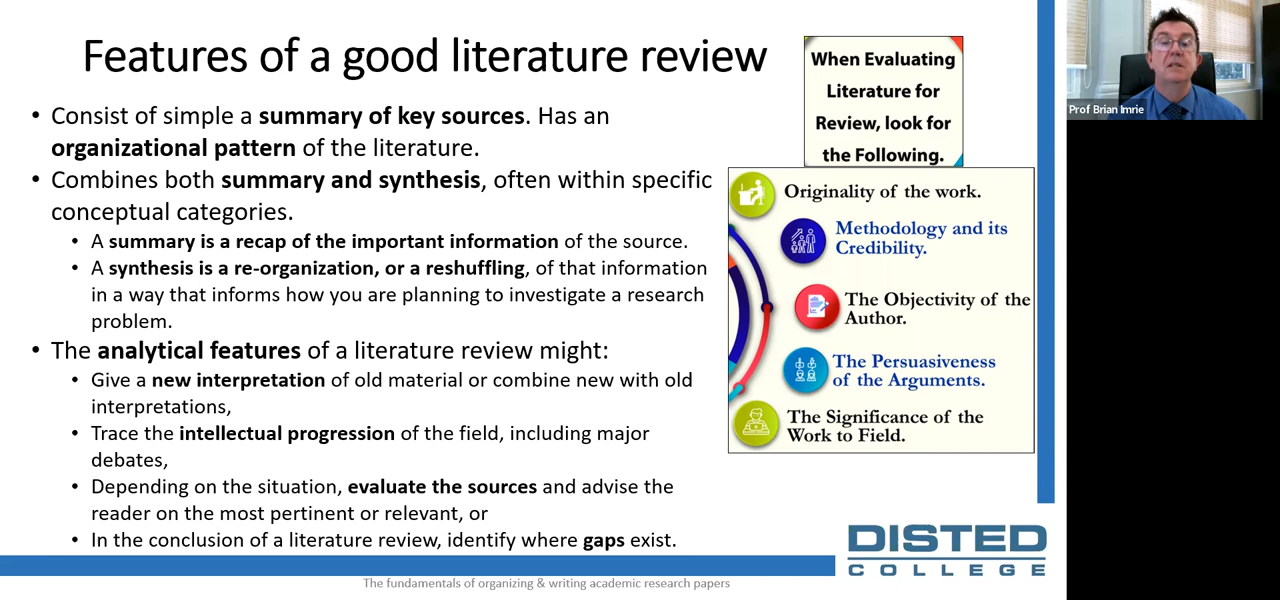 Features of a good literature review
• Consist of simple a summary of key sources. Has an
organizational pattern of the literature.
• Combines both summary and synthesis, often within specific
conceptual categories.
• A summary is a recap of the important information of the source.
• A synthesis is a re-organization, or a reshuffling, of that information
in a way that informs how you are planning to investigate a research
problem.
• The analytical features of a literature review might:
• Give a new interpretation of old material or combine new with old
interpretations,
• Trace the intellectual progression of the field, including major
debates,
• Depending on the situation, evaluate the sources and advise the
reader on the most pertinent or relevant, or
• In the conclusion of a literature review, identify where gaps exist.
When Evaluating
Literature for
Review, look for
the Following.
Originality of the work.
Methodology and its
Credibility.
The Objectivity of the
Author.
The Persuasiveness
of the Arguments.
The Significance of the
Work to Field.
DISTED
COLLEGE
The fundamentals of organizing & writing academic research papers
Prof Brian Imrie